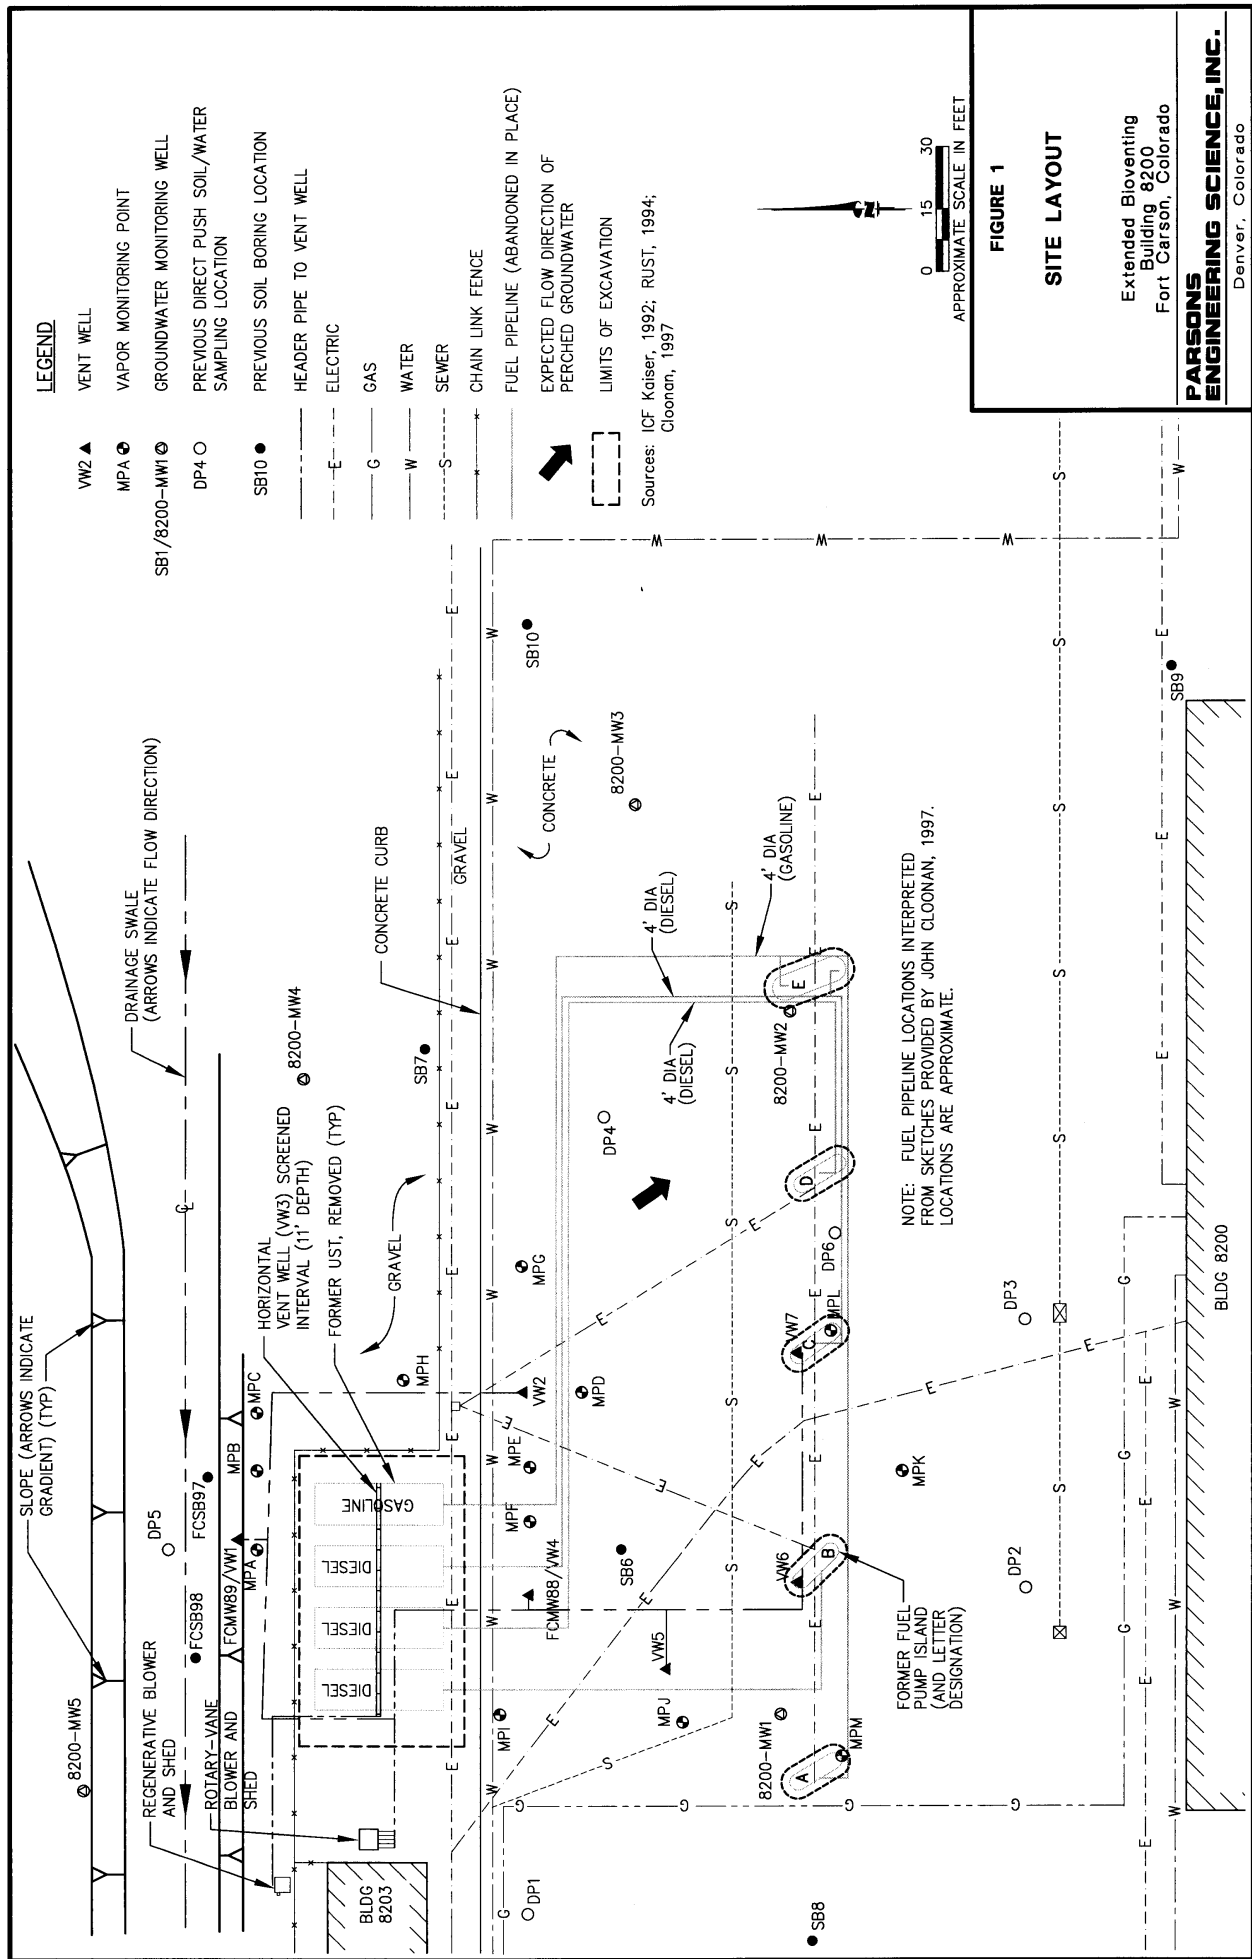 LEGEND
VW2
VENT WELL
MPA
VAPOR MONITORING POINT
SB1/8200-MW1
GROUNDWATER MONITORING WELL
DP4
PREVIOUS DIRECT PUSH SOIL/WATER
SAMPLING LOCATION
SB10
PREVIOUS SOIL BORING LOCATION
HEADER PIPE TO VENT WELL
E
ELECTRIC
G
GAS
W
WATER
S
SEWER
CHAIN LINK FENCE
FUEL PIPELINE (ABANDONED IN PLACE)
EXPECTED FLOW DIRECTION OF
PERCHED GROUNDWATER
LIMITS OF EXCAVATION
Sources: ICF Kaiser, 1992; RUST, 1994;
Cloonan, 1997
N
0 15 30
APPROXIMATE SCALE IN FEET
FIGURE 1
SITE LAYOUT
Extended Bioventing
Building 8200
Fort Carson, Colorado
PARSONS
ENGINEERING SCIENCE, INC.
Denver, Colorado
SLOPE (ARROWS INDICATE
GRADIENT) (TYP)
DRAINAGE SWALE
(ARROWS INDICATE FLOW DIRECTION)
8200-MW5
DP5
FCSB98
FCSB97
REGENERATIVE BLOWER
AND SHED
ROTARY-VANE
BLOWER AND
SHED
FCMW89/VW1
MPA
MPB
MPC
HORIZONTAL
VENT WELL (VW3) SCREENED
INTERVAL (11' DEPTH)
FORMER UST, REMOVED (TYP)
8200-MW4
GRAVEL
SB7
MPH
DIESEL
DIESEL
DIESEL
GASOLINE
BLDG
8203
CONCRETE CURB
GRAVEL
CONCRETE
SB10
8200-MW3
DP1
MPI
FCMW88/VW4
MPF
MPE
VW2
MPD
MPG
DP4
SB6
VW5
MPJ
4' DIA
(DIESEL)
4' DIA
(DIESEL)
4' DIA
(GASOLINE)
8200-MW1
A
MPM
VW6
B
VW7
C
MPL
DP6
D
8200-MW2
E
SB8
FORMER FUEL
PUMP ISLAND
(AND LETTER
DESIGNATION)
MPK
NOTE: FUEL PIPELINE LOCATIONS INTERPRETED
FROM SKETCHES PROVIDED BY JOHN CLOONAN, 1997.
LOCATIONS ARE APPROXIMATE.
DP2
DP3
SB9
BLDG 8200